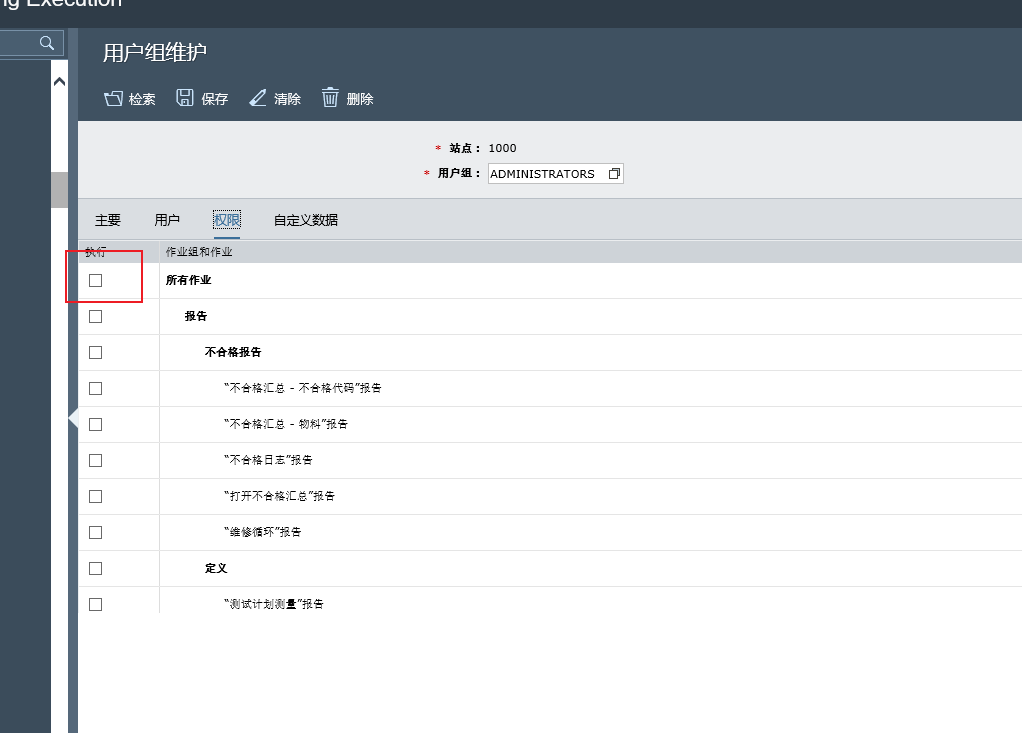 ng Execution
用户组维护
检索 保存 清除 删除
* 站点： 1000
* 用户组： ADMINISTRATORS
主要 用户 权限 自定义数据
执行 作业组和作业
所有作业
报告
不合格报告
“不合格汇总 - 不合格代码”报告
“不合格汇总 - 物料”报告
“不合格日志”报告
“打开不合格汇总”报告
“维修循环”报告
定义
“测试计划测量”报告